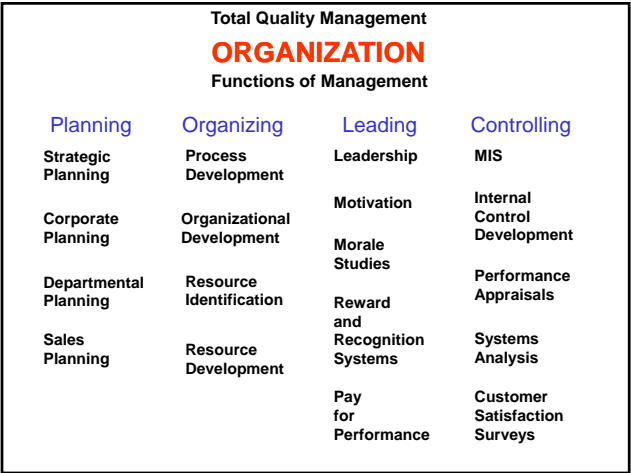 Total Quality Management
ORGANIZATION
Functions of Management
Planning
Strategic
Planning
Corporate
Planning
Departmental
Planning
Sales
Planning
Organizing
Process
Development
Organizational
Development
Resource
Identification
Resource
Development
Leading
Leadership
Motivation
Morale
Studies
Reward
and
Recognition
Systems
Pay
for
Performance
Controlling
MIS
Internal
Control
Development
Performance
Appraisals
Systems
Analysis
Customer
Satisfaction
Surveys